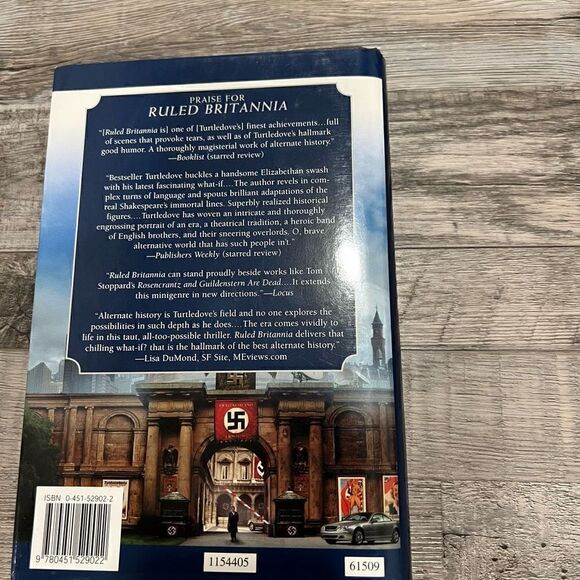 PRAISE FOR
RULED BRITANNIA
"[Ruled Britannia is] one of [Turtledove's] finest achievements...full
of scenes that provoke tears, as well as of Turtledove's hallmark
good humor. A thoroughly magisterial work of alternate history."
—Booklist (starred review)
"Bestseller Turtledove buckles a handsome Elizabethan swash
with his latest fascinating what-if....The author revels in com-
plex turns of language and spouts brilliant adaptations of the
real Shakespeare's immortal lines. Superbly realized historical
figures....Turtledove has woven an intricate and thoroughly
engrossing portrait of an era, a theatrical tradition, a heroic band
of English brothers, and their sneering overlords. O, brave
alternative world that has such people in't."
—Publishers Weekly (starred review)
"Ruled Britannia can stand proudly beside works like Tom
Stoppard's Rosencrantz and Guildenstern Are Dead....It extends
this minigenre in new directions."—Locus
"Alternate history is Turtledove's field and no one explores the
possibilities in such depth as he does....The era comes vividly to
life in this taut, all-too-possible thriller. Ruled Britannia delivers that
chilling what-if? that is the hallmark of the best alternate history."
—Lisa DuMond, SF Site, MEviews.com
ISBN 0-451-52902-2
9 780451 529022
1154405
61509